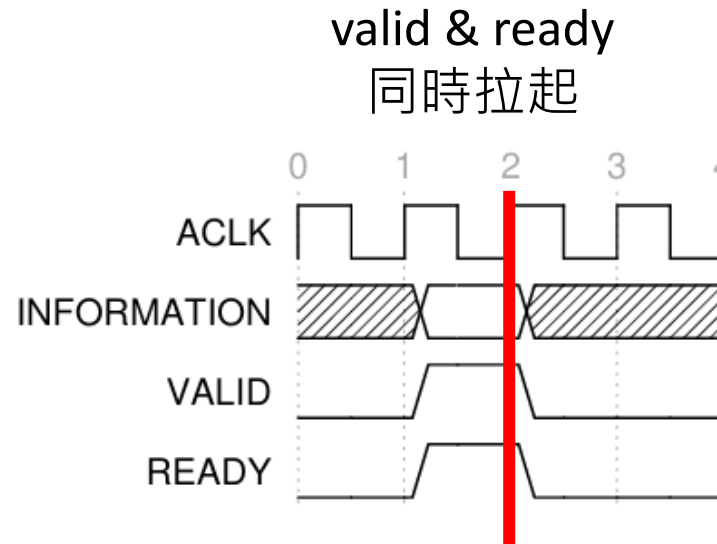 valid & ready
同時拉起
0 1 2 3
ACLK
INFORMATION
VALID
READY